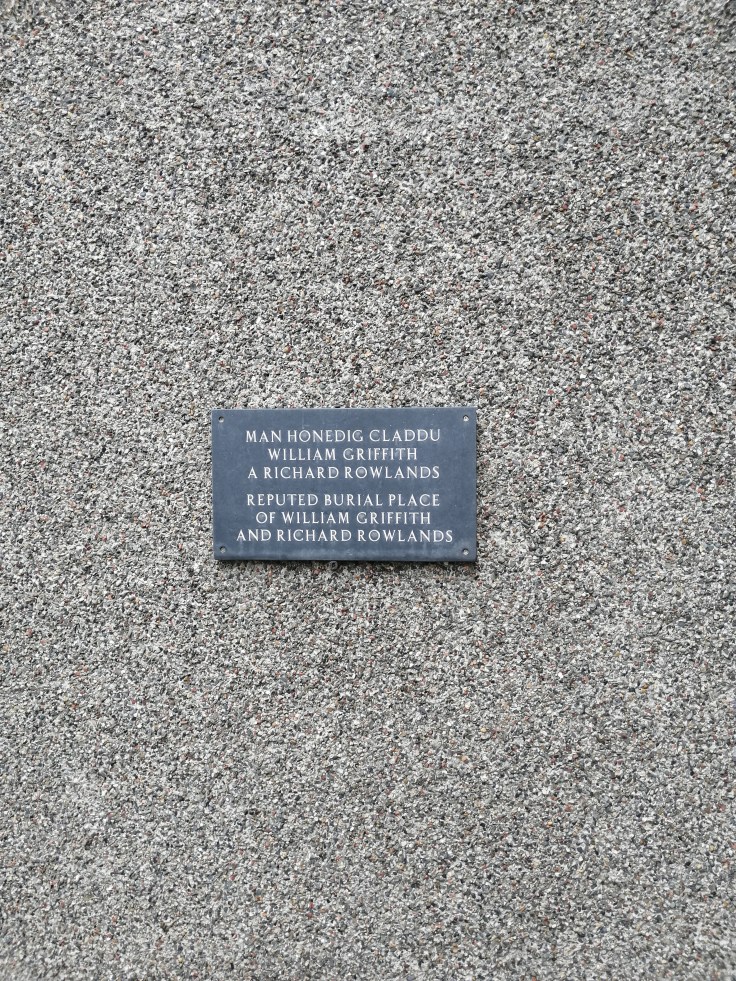 MAN HONEDIG CLADDU
WILLIAM GRIFFITH
A RICHARD ROWLANDS
REPUTED BURIAL PLACE
OF WILLIAM GRIFFITH
AND RICHARD ROWLANDS